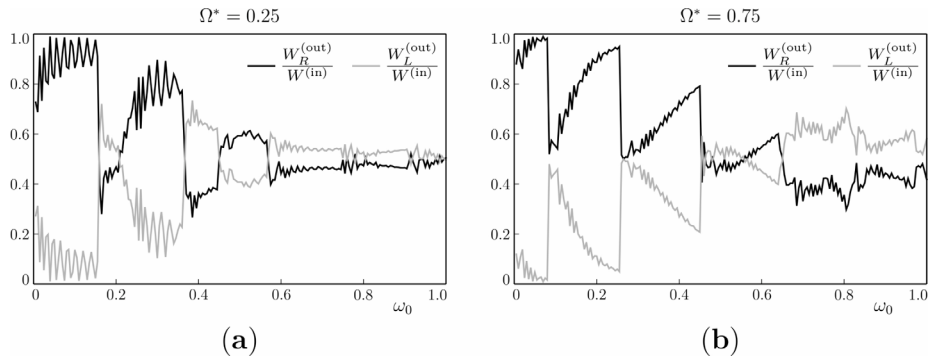 Ω* = 0.25
1.0
0.8
0.6
0.4
0.2
0
W_R^(out) / W^(in)
W_L^(out) / W^(in)
0 0.2 0.4 0.6 0.8 1.0
ω₀
(a)
Ω* = 0.75
1.0
0.8
0.6
0.4
0.2
0
W_R^(out) / W^(in)
W_L^(out) / W^(in)
0 0.2 0.4 0.6 0.8 1.0
ω₀
(b)